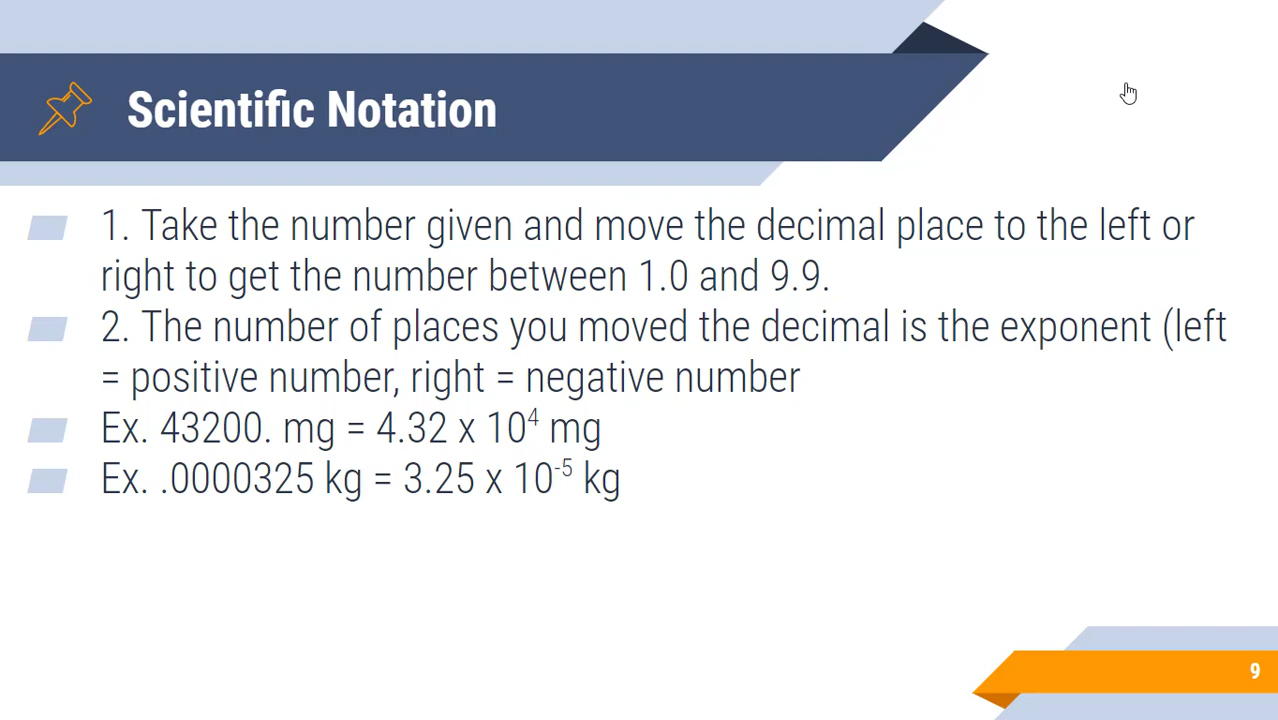 Scientific Notation
1. Take the number given and move the decimal place to the left or
right to get the number between 1.0 and 9.9.
2. The number of places you moved the decimal is the exponent (left
= positive number, right = negative number
Ex. 43200. mg = 4.32 x 10⁴ mg
Ex. .0000325 kg = 3.25 x 10⁻⁵ kg
9